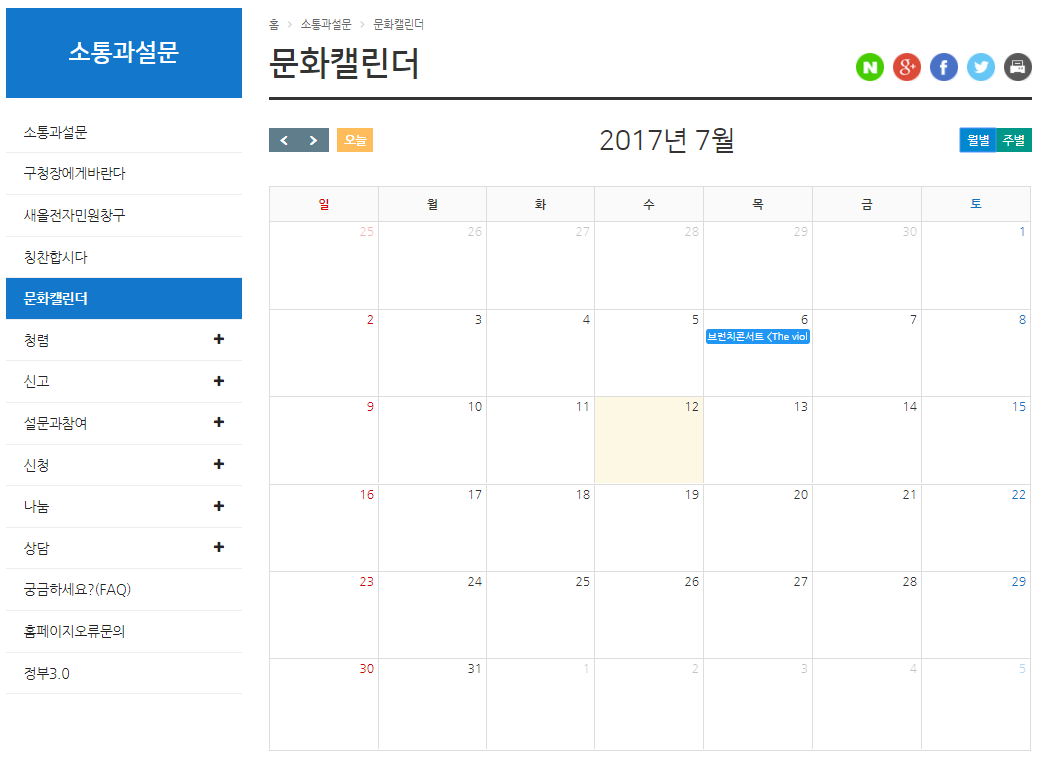 소통과설문
소통과설문
구청장에게바란다
새올전자민원창구
칭찬합시다
문화캘린더
청렴
신고
설문과참여
신청
나눔
상담
궁금하세요?(FAQ)
홈페이지오류문의
정부3.0
홈 > 소통과설문 > 문화캘린더
문화캘린더
N g+ f
< > 오늘
2017년 7월
월별 주별
일 월 화 수 목 금 토
25 26 27 28 29 30 1
2 3 4 5 6 7 8
브런치콘서트 <The viol
9 10 11 12 13 14 15
16 17 18 19 20 21 22
23 24 25 26 27 28 29
30 31 1 2 3 4 5